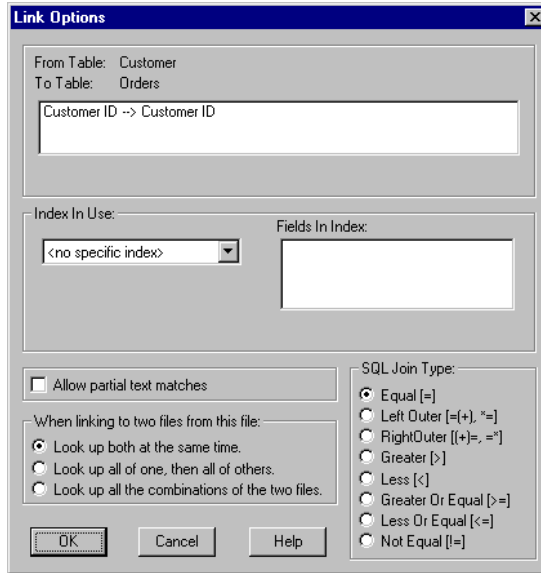 Link Options
From Table: Customer
To Table: Orders
Customer ID --> Customer ID
Index In Use:
Fields In Index:
<no specific index>
Allow partial text matches
When linking to two files from this file:
Look up both at the same time.
Look up all of one, then all of others.
Look up all the combinations of the two files.
SQL Join Type:
Equal [=]
Left Outer [=(+), *=]
RightOuter [(+)=, =*]
Greater [>]
Less [<]
Greater Or Equal [>=]
Less Or Equal [<=]
Not Equal [!=]
OK Cancel Help